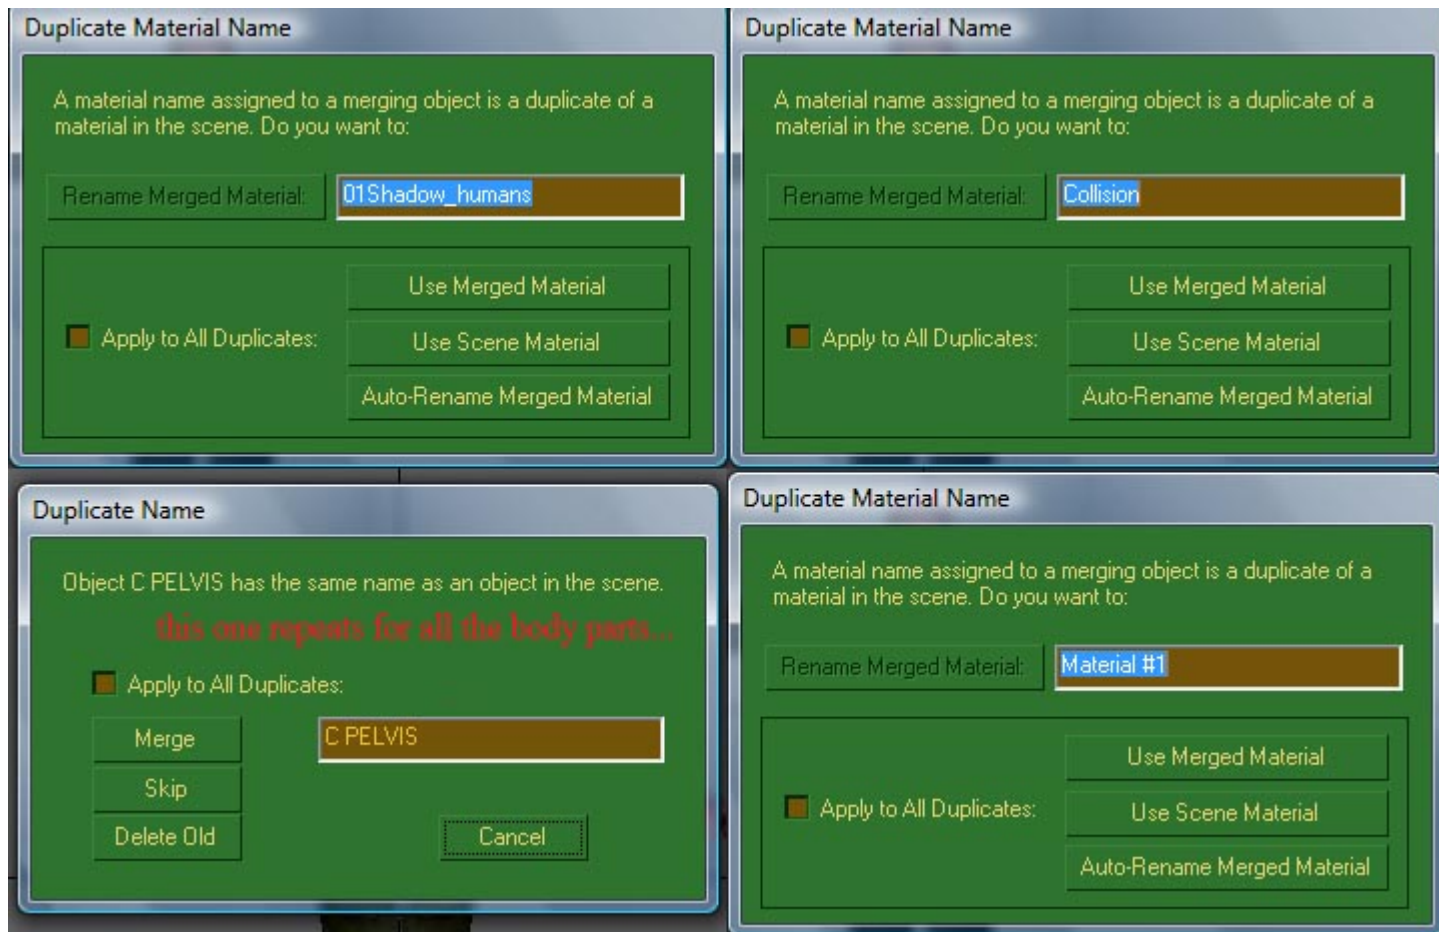 Duplicate Material Name
A material name assigned to a merging object is a duplicate of a
material in the scene. Do you want to:
Rename Merged Material: 01Shadow_humans
Use Merged Material
Apply to All Duplicates: Use Scene Material
Auto-Rename Merged Material
Duplicate Material Name
A material name assigned to a merging object is a duplicate of a
material in the scene. Do you want to:
Rename Merged Material: Collision
Use Merged Material
Apply to All Duplicates: Use Scene Material
Auto-Rename Merged Material
Duplicate Name
Object C PELVIS has the same name as an object in the scene.
this one repeats for all the body parts...
Apply to All Duplicates:
Merge C PELVIS
Skip
Delete Old Cancel
Duplicate Material Name
A material name assigned to a merging object is a duplicate of a
material in the scene. Do you want to:
Rename Merged Material: Material #1
Use Merged Material
Apply to All Duplicates: Use Scene Material
Auto-Rename Merged Material